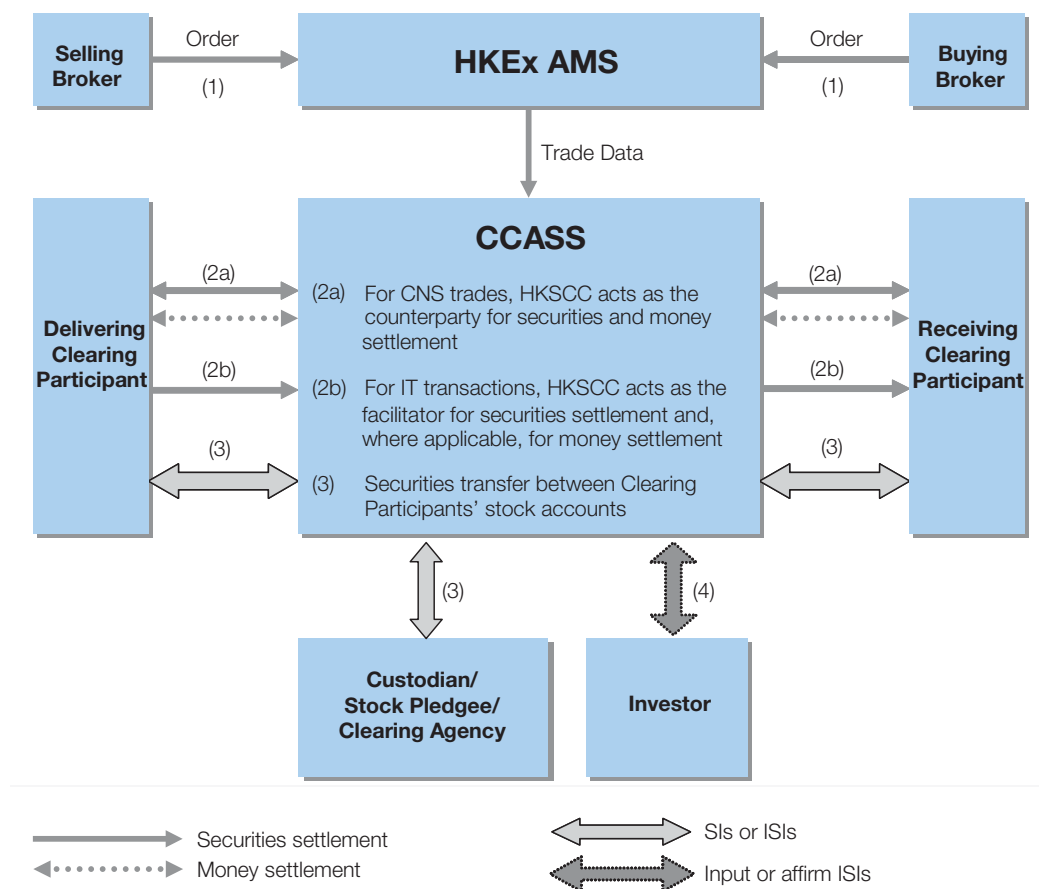 Selling
Broker
Order
(1)
HKEx AMS
Order
(1)
Buying
Broker
Trade Data
Delivering
Clearing
Participant
(2a)
(2b)
(3)
CCASS
(2a) For CNS trades, HKSCC acts as the
counterparty for securities and money
settlement
(2b) For IT transactions, HKSCC acts as the
facilitator for securities settlement and,
where applicable, for money settlement
(3) Securities transfer between Clearing
Participants’ stock accounts
(2a)
(2b)
(3)
Receiving
Clearing
Participant
(3)
(4)
Custodian/
Stock Pledgee/
Clearing Agency
Investor
Securities settlement
Money settlement
SIs or ISIs
Input or affirm ISIs